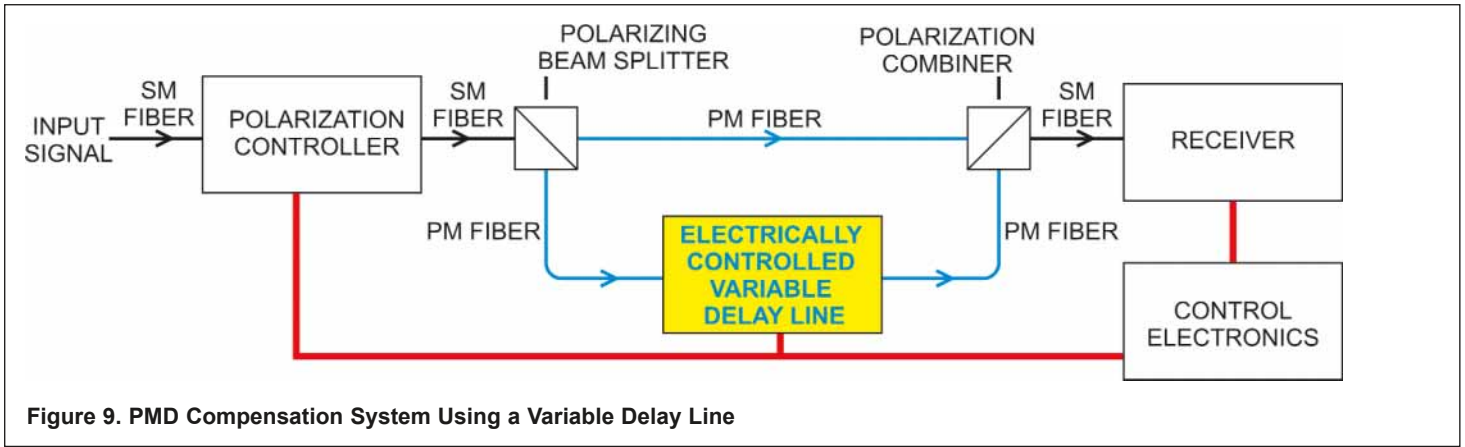 POLARIZING
BEAM SPLITTER
POLARIZATION
COMBINER
SM
FIBER
INPUT
SIGNAL
POLARIZATION
CONTROLLER
SM
FIBER
PM FIBER
SM
FIBER
RECEIVER
PM FIBER
ELECTRICALLY
CONTROLLED
VARIABLE
DELAY LINE
PM FIBER
CONTROL
ELECTRONICS
Figure 9. PMD Compensation System Using a Variable Delay Line